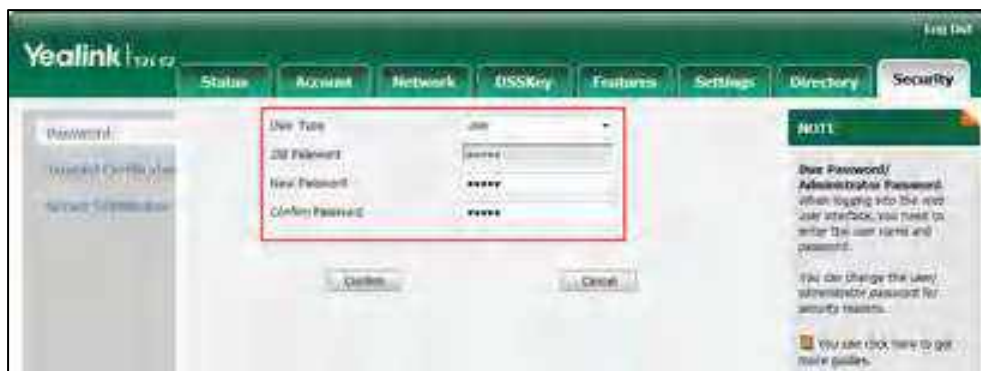 Log Out
Yealink
Status Account Network DSSKey Features Settings Directory Security
Password
User Type user
Old Password
New Password
Confirm Password
Confirm Cancel
NOTE
User Password/
Administrator Password
When logging into the web
user interface, you need to
enter the user name and
password.
You can change the user/
administrator password for
security reasons.
You can click here to get
more guides.